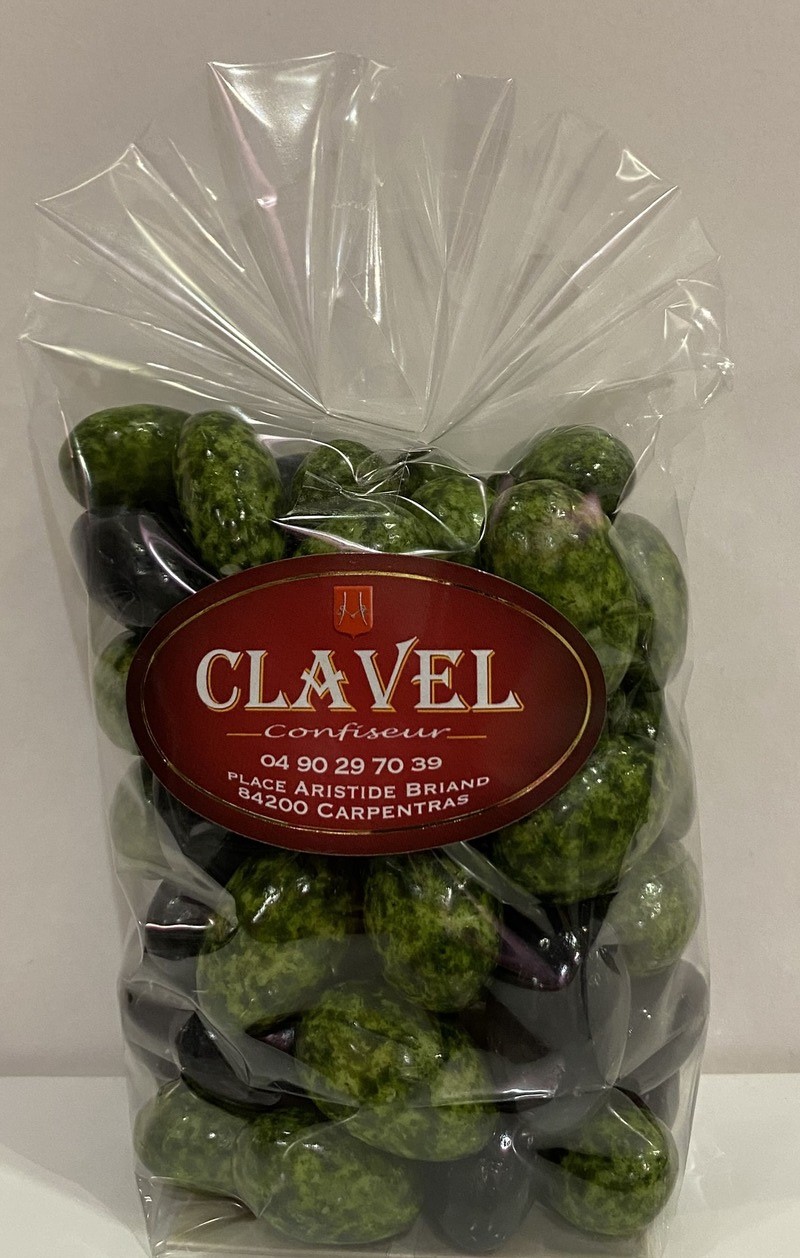 CLAVEL
Confiseur
04 90 29 70 39
PLACE ARISTIDE BRIAND
84200 CARPENTRAS